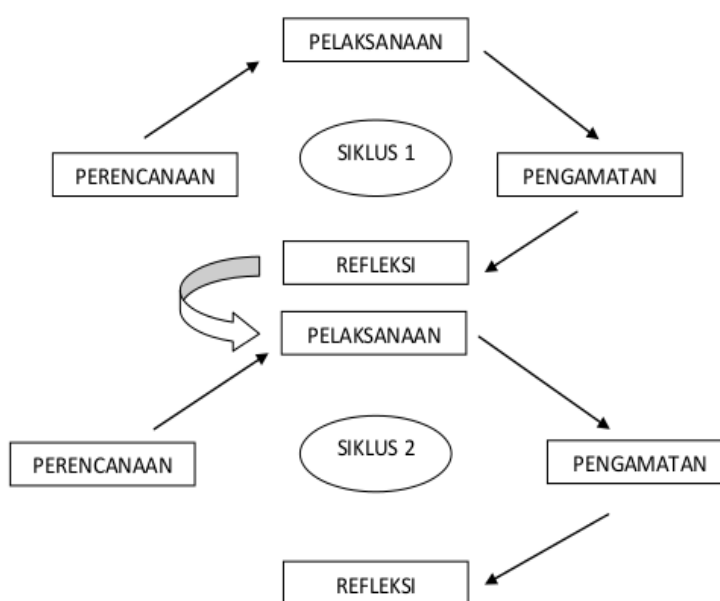 PELAKSANAAN
SIKLUS 1
PERENCANAAN
PENGAMATAN
REFLEKSI
PELAKSANAAN
SIKLUS 2
PERENCANAAN
PENGAMATAN
REFLEKSI